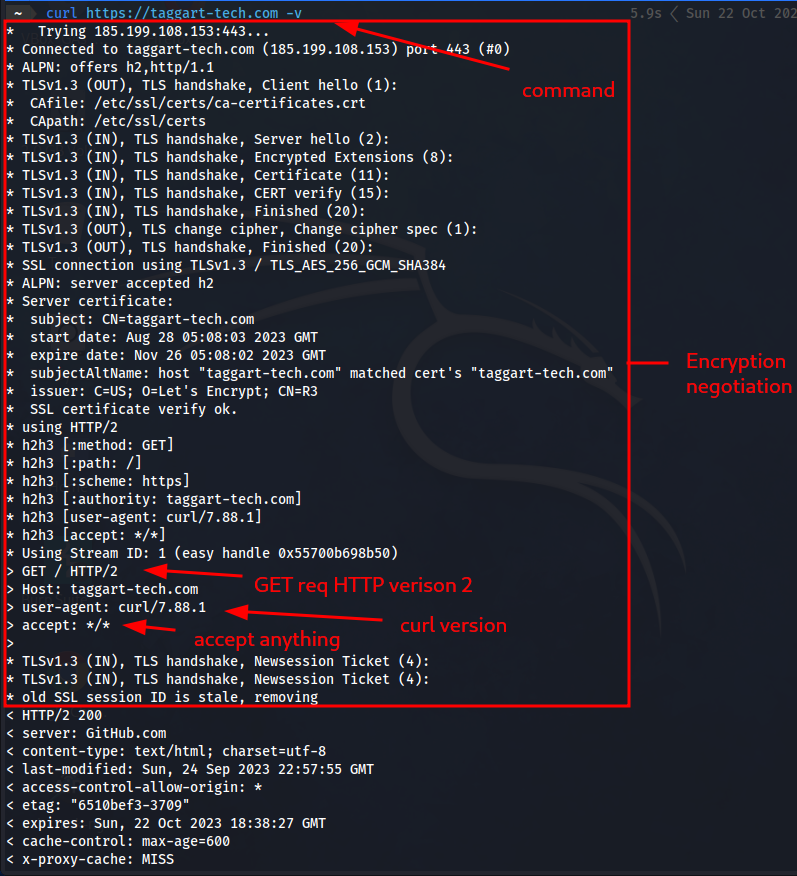 ~ curl https://taggart-tech.com -v 5.9s Sun 22 Oct 202
* Trying 185.199.108.153:443...
* Connected to taggart-tech.com (185.199.108.153) port 443 (#0)
* ALPN: offers h2,http/1.1
* TLSv1.3 (OUT), TLS handshake, Client hello (1):
command
* CAfile: /etc/ssl/certs/ca-certificates.crt
* CApath: /etc/ssl/certs
* TLSv1.3 (IN), TLS handshake, Server hello (2):
* TLSv1.3 (IN), TLS handshake, Encrypted Extensions (8):
* TLSv1.3 (IN), TLS handshake, Certificate (11):
* TLSv1.3 (IN), TLS handshake, CERT verify (15):
* TLSv1.3 (IN), TLS handshake, Finished (20):
* TLSv1.3 (OUT), TLS change cipher, Change cipher spec (1):
* TLSv1.3 (OUT), TLS handshake, Finished (20):
* SSL connection using TLSv1.3 / TLS_AES_256_GCM_SHA384
* ALPN: server accepted h2
* Server certificate:
* subject: CN=taggart-tech.com
* start date: Aug 28 05:08:03 2023 GMT
* expire date: Nov 26 05:08:02 2023 GMT
* subjectAltName: host "taggart-tech.com" matched cert's "taggart-tech.com"
Encryption
negotiation
* issuer: C=US; O=Let's Encrypt; CN=R3
* SSL certificate verify ok.
* using HTTP/2
* h2h3 [:method: GET]
* h2h3 [:path: /]
* h2h3 [:scheme: https]
* h2h3 [:authority: taggart-tech.com]
* h2h3 [user-agent: curl/7.88.1]
* h2h3 [accept: */*]
* Using Stream ID: 1 (easy handle 0x55700b698b50)
> GET / HTTP/2
GET req HTTP verison 2
> Host: taggart-tech.com
> user-agent: curl/7.88.1
curl version
> accept: */*
accept anything
>
* TLSv1.3 (IN), TLS handshake, Newsession Ticket (4):
* TLSv1.3 (IN), TLS handshake, Newsession Ticket (4):
* old SSL session ID is stale, removing
< HTTP/2 200
< server: GitHub.com
< content-type: text/html; charset=utf-8
< last-modified: Sun, 24 Sep 2023 22:57:55 GMT
< access-control-allow-origin: *
< etag: "6510bef3-3709"
< expires: Sun, 22 Oct 2023 18:38:27 GMT
< cache-control: max-age=600
< x-proxy-cache: MISS